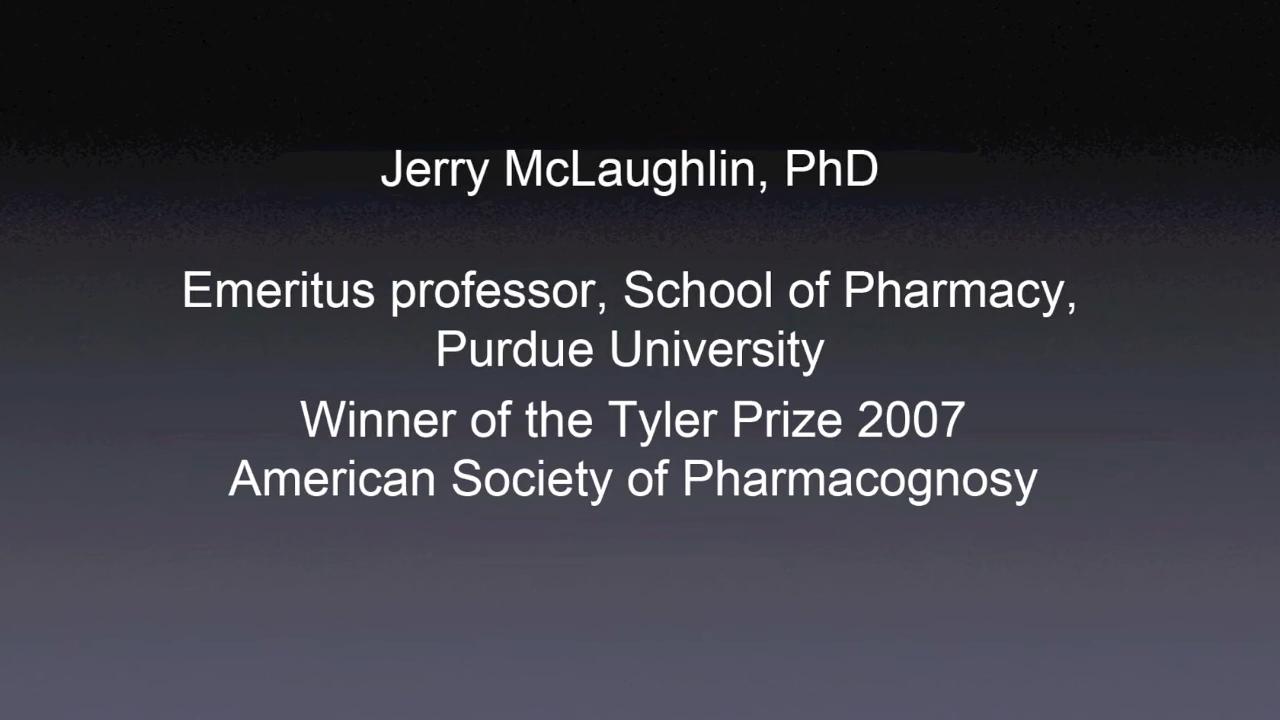 Jerry McLaughlin, PhD
Emeritus professor, School of Pharmacy,
Purdue University
Winner of the Tyler Prize 2007
American Society of Pharmacognosy